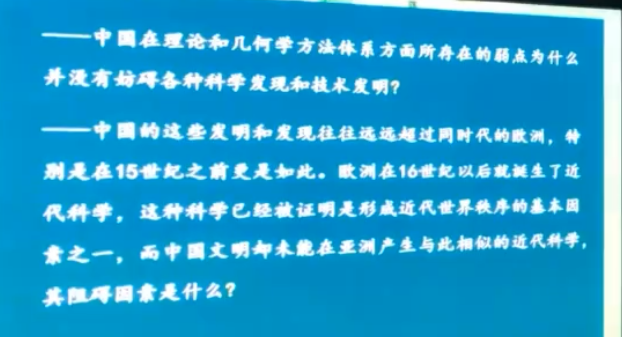 ——中国在理论和几何学方法体系方面所存在的弱点为什么
并没有妨碍各种科学发现和技术发明？
——中国的这些发明和发现往往远远超过同时代的欧洲，特
别是在15世纪之前更是如此。欧洲在16世纪以后就诞生了近
代科学，这种科学已经被证明是形成近代世界秩序的基本因
素之一，而中国文明却未能在亚洲产生与此相似的近代科学，
其阻碍因素是什么？